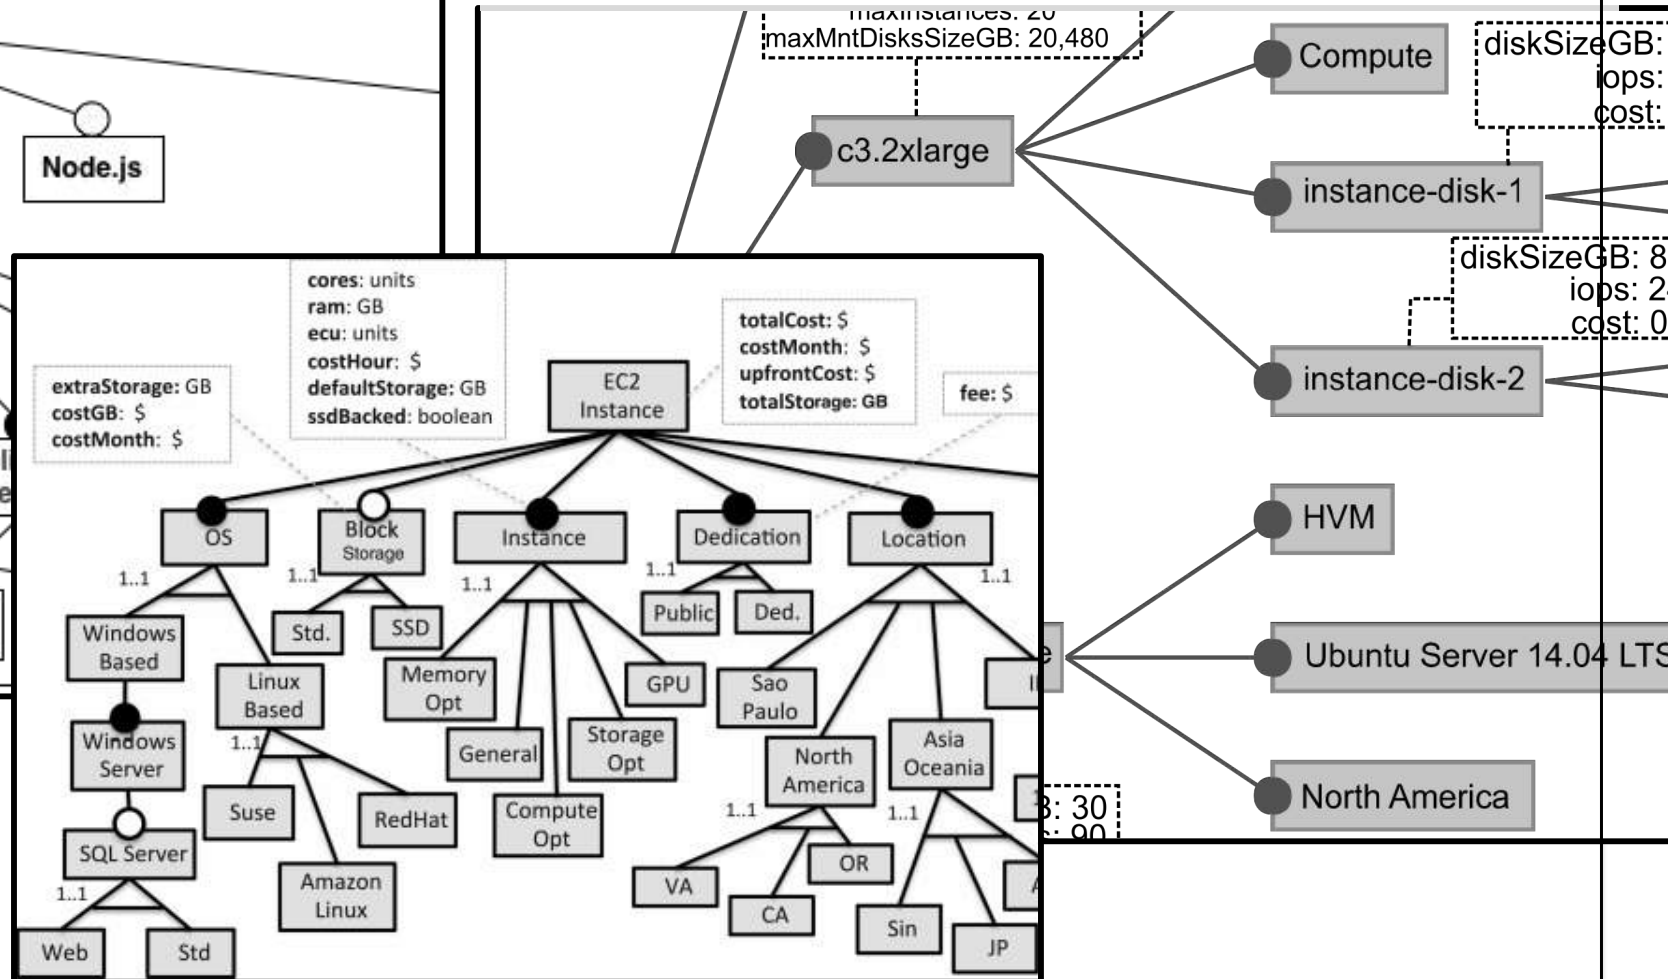 maxInstances: 20
maxMntDisksSizeGB: 20,480
Compute
diskSizeGB:
iops:
cost:
c3.2xlarge
Node.js
instance-disk-1
diskSizeGB: 8
iops: 2
cost: 0
instance-disk-2
HVM
Ubuntu Server 14.04 LTS
North America
: 30
: 90
cores: units
ram: GB
ecu: units
costHour: $
defaultStorage: GB
ssdBacked: boolean
totalCost: $
costMonth: $
upfrontCost: $
totalStorage: GB
extraStorage: GB
costGB: $
costMonth: $
fee: $
EC2
Instance
OS
Block
Storage
Instance
Dedication
Location
1..1
1..1
1..1
1..1
1..1
Windows
Based
Std.
SSD
Public
Ded.
Linux
Based
Memory
Opt
GPU
Sao
Paulo
Windows
Server
1..1
General
Storage
Opt
North
America
Asia
Oceania
Suse
RedHat
Compute
Opt
1..1
1..1
SQL Server
OR
1..1
Amazon
Linux
VA
CA
Sin
JP
Web
Std